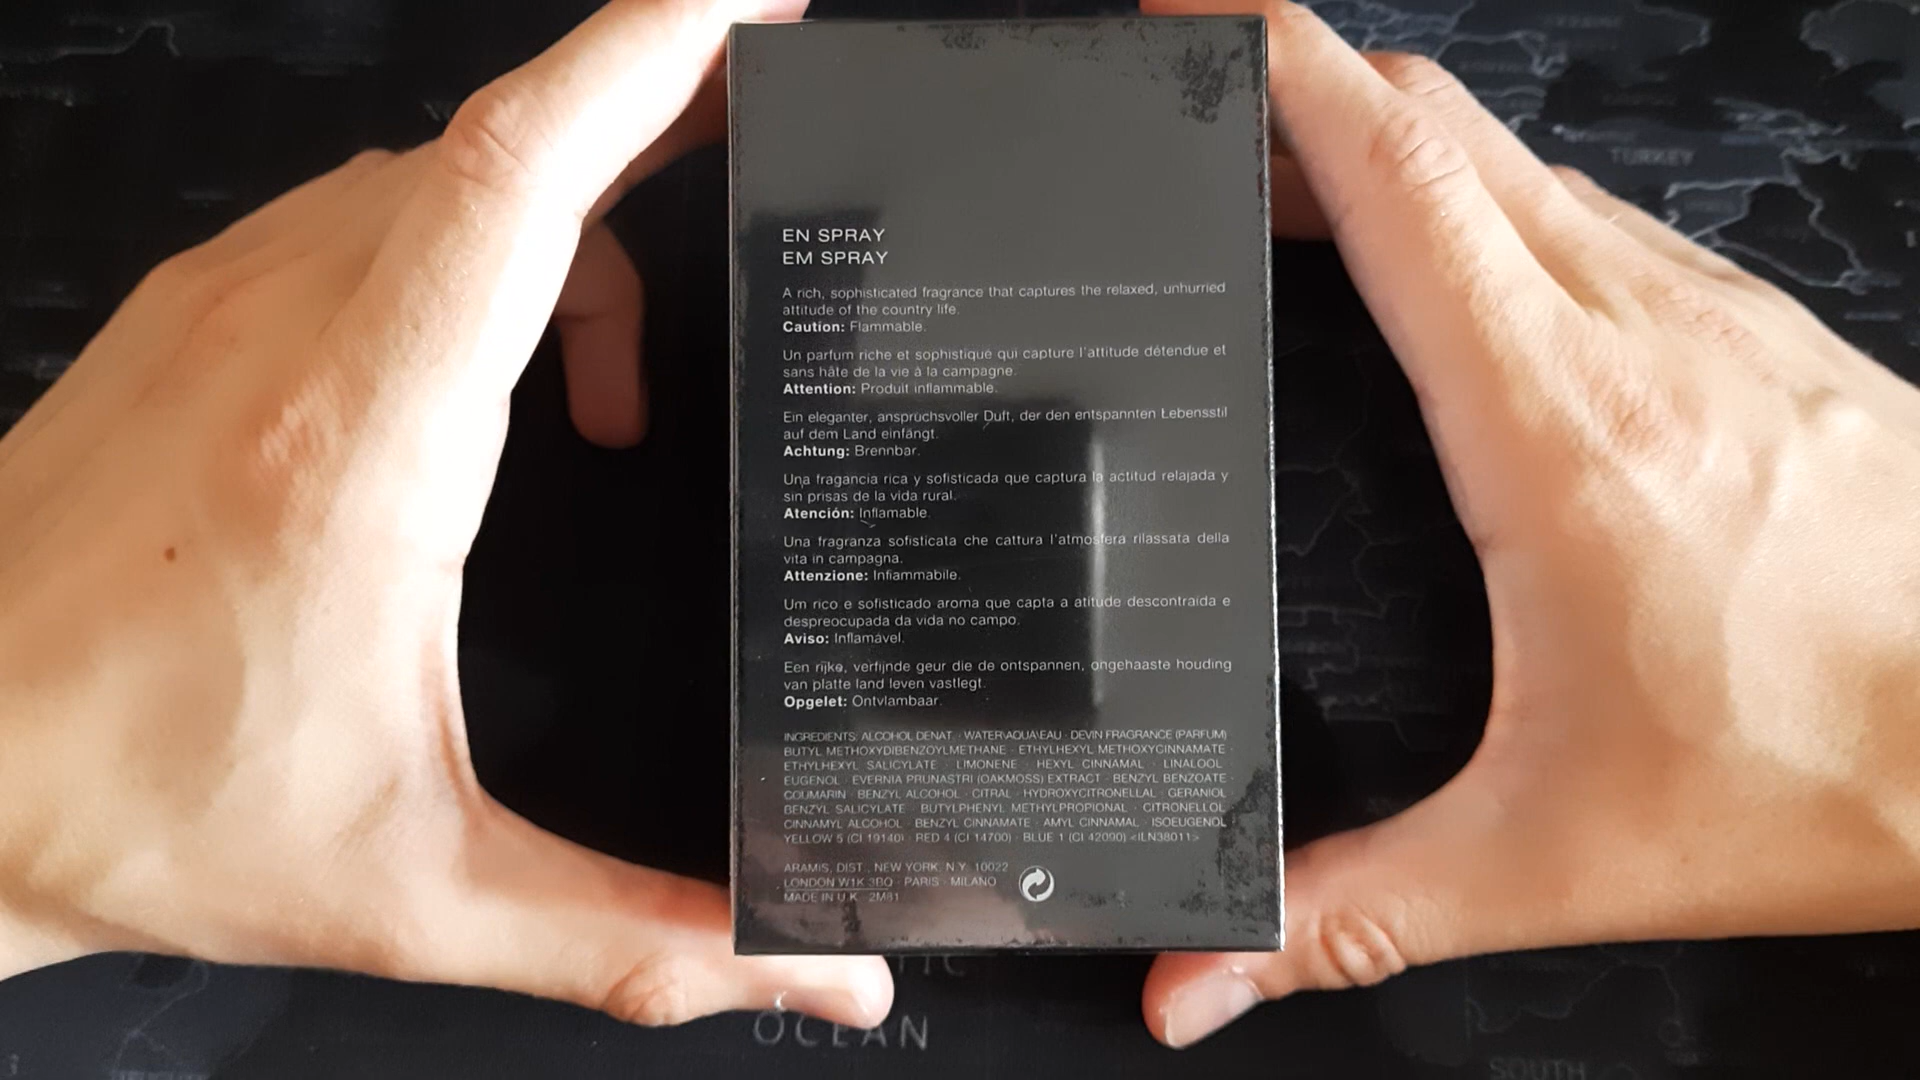 TURKEY
EN SPRAY
EM SPRAY
A rich, sophisticated fragrance that captures the relaxed, unhurried
attitude of the country life.
Caution: Flammable.
Un parfum riche et sophistiqué qui capture l'attitude détendue et
sans hâte de la vie à la campagne.
Attention: Produit inflammable.
Ein eleganter, anspruchsvoller Duft, der den entspannten Lebensstil
auf dem Land einfängt.
Achtung: Brennbar.
Una fragancia rica y sofisticada que captura la actitud relajada y
sin prisas de la vida rural.
Atención: Inflamable.
Una fragranza sofisticata che cattura l'atmosfera rilassata della
vita in campagna.
Attenzione: Infiammabile.
Um rico e sofisticado aroma que capta a atitude descontraída e
despreocupada da vida no campo.
Aviso: Inflamável.
Een rijke, verfijnde geur die de ontspannen, ongehaaste houding
van platte land leven vastlegt.
Opgelet: Ontvlambaar.
INGREDIENTS: ALCOHOL DENAT. · WATER\AQUA\EAU · DEVIN FRAGRANCE (PARFUM)
BUTYL METHOXYDIBENZOYLMETHANE · ETHYLHEXYL METHOXYCINNAMATE ·
ETHYLHEXYL SALICYLATE · LIMONENE · HEXYL CINNAMAL · LINALOOL
EUGENOL · EVERNIA PRUNASTRI (OAKMOSS) EXTRACT · BENZYL BENZOATE ·
COUMARIN · BENZYL ALCOHOL · CITRAL · HYDROXYCITRONELLAL · GERANIOL
BENZYL SALICYLATE · BUTYLPHENYL METHYLPROPIONAL · CITRONELLOL
CINNAMYL ALCOHOL · BENZYL CINNAMATE · AMYL CINNAMAL · ISOEUGENOL
YELLOW 5 (CI 19140) · RED 4 (CI 14700) · BLUE 1 (CI 42090) <ILN38011>
ARAMIS, DIST., NEW YORK, N.Y. 10022
LONDON W1K 3BQ · PARIS · MILANO
MADE IN U.K. 2M81
OCEAN
SOUTH